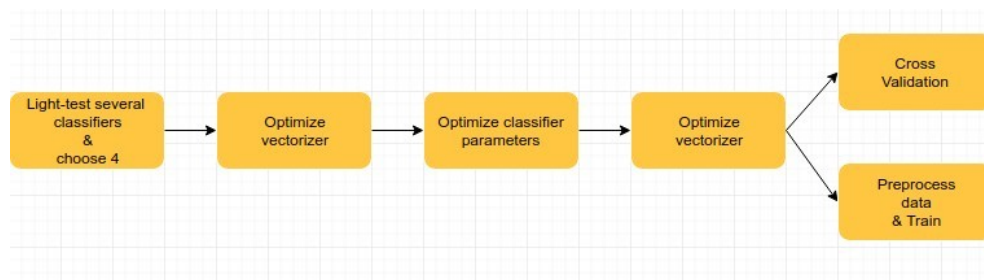 Light-test several
classifiers
&
choose 4
Optimize
vectorizer
Optimize classifier
parameters
Optimize
vectorizer
Cross
Validation
Preprocess
data
& Train